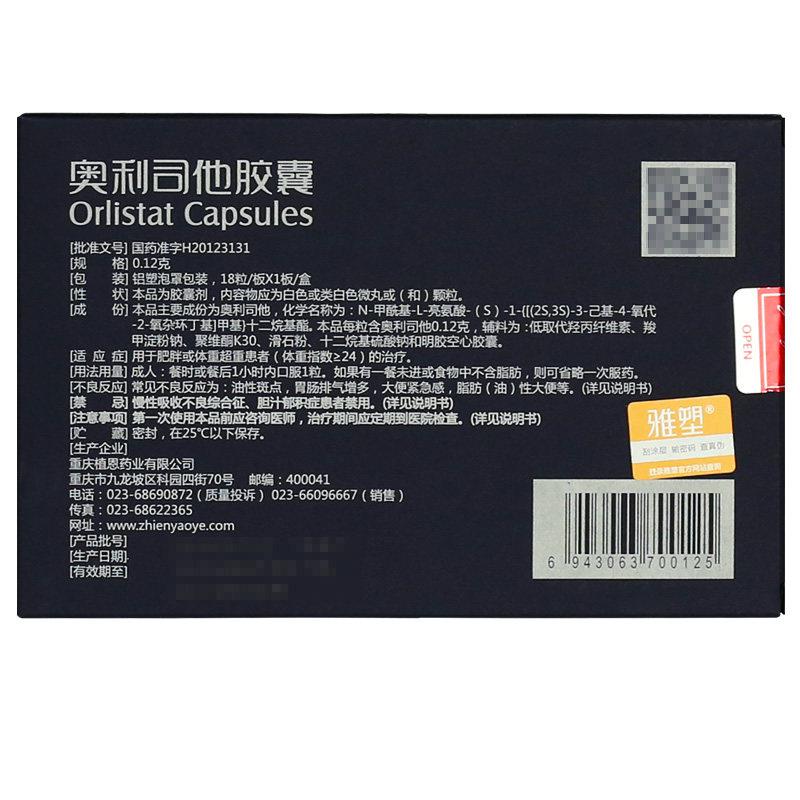 奥利司他胶囊
Orlistat Capsules
[批准文号] 国药准字H20123131
[规 格] 0.12克
[包 装] 铝塑泡罩包装，18粒/板X1板/盒
[性 状] 本品为胶囊剂，内容物应为白色或类白色微丸或（和）颗粒。
[成 份] 本品主要成份为奥利司他，化学名称为：N-甲酰基-L-亮氨酸-（S）-1-{[(2S,3S)-3-己基-4-氧代
-2-氧杂环丁基]甲基}十二烷基酯。本品每粒含奥利司他0.12克，辅料为：低取代羟丙纤维素、羧
甲淀粉钠、聚维酮K30、滑石粉、十二烷基硫酸钠和明胶空心胶囊。
[适 应 症] 用于肥胖或体重超重患者（体重指数≥24）的治疗。
[用法用量] 成人：餐时或餐后1小时内口服1粒。如果有一餐未进或食物中不含脂肪，则可省略一次服药。
[不良反应] 常见不良反应为：油性斑点，胃肠排气增多，大便紧急感，脂肪（油）性大便等。(详见说明书)
[禁 忌] 慢性吸收不良综合征、胆汁郁积症患者禁用。(详见说明书)
[注意事项] 第一次使用本品前应咨询医师，治疗期间应定期到医院检查。(详见说明书)
[贮 藏] 密封，在25℃以下保存。
[生产企业]
重庆植恩药业有限公司
重庆市九龙坡区科园四街70号 邮编：400041
电话：023-68690872（质量投诉）023-66096667（销售）
传真：023-68622365
网址：www.zhienyaoye.com
[产品批号]
[生产日期]
[有效期至]
OPEN
雅塑®
刮涂层 输密码 查真伪
登录雅塑官方网站查询
6 943063 700125